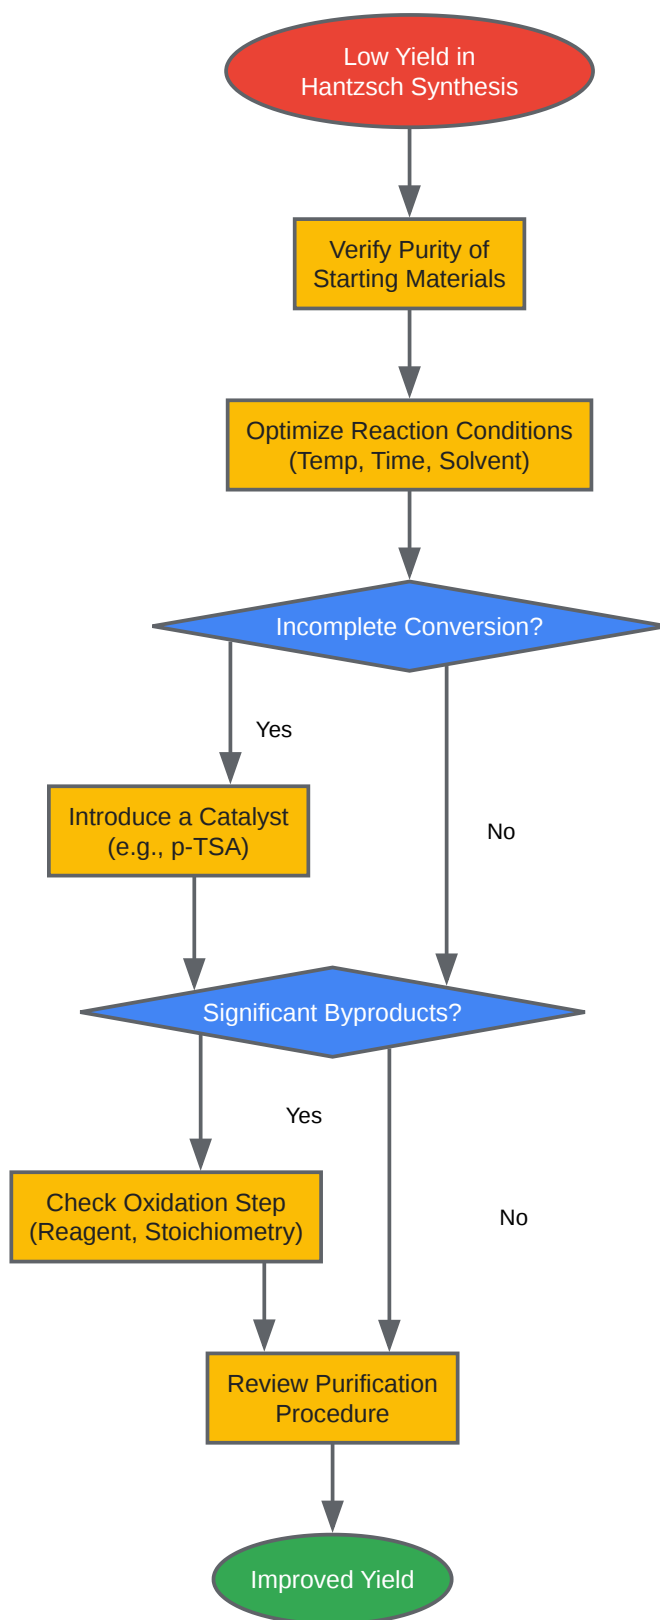 Low Yield in
Hantzsch Synthesis
Verify Purity of
Starting Materials
Optimize Reaction Conditions
(Temp, Time, Solvent)
Incomplete Conversion?
Yes
Introduce a Catalyst
(e.g., p-TSA)
No
Significant Byproducts?
Yes
Check Oxidation Step
(Reagent, Stoichiometry)
No
Review Purification
Procedure
Improved Yield